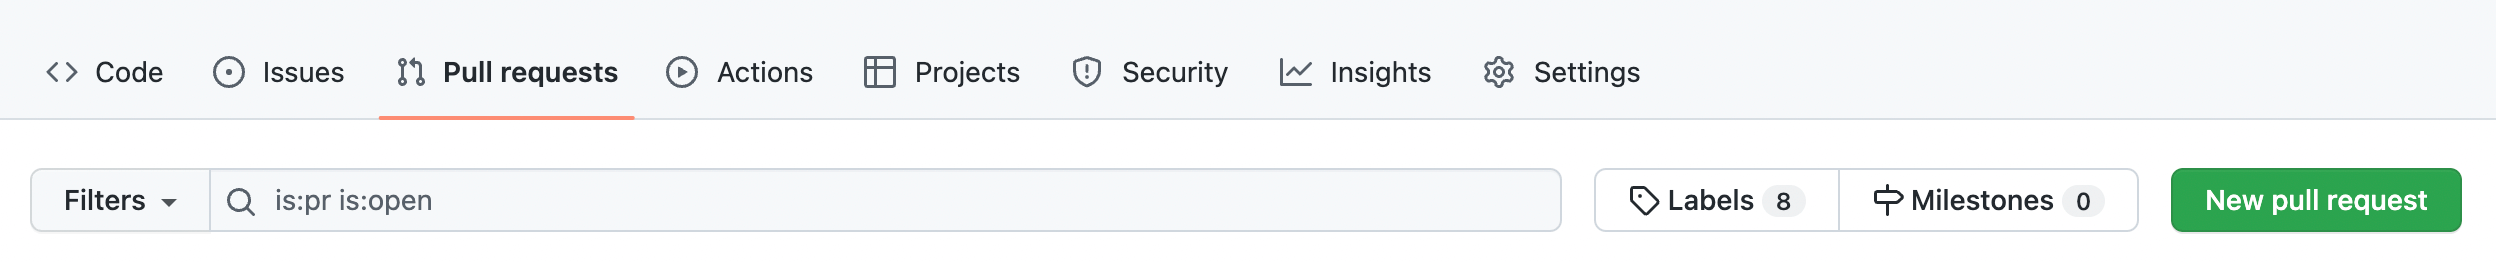 Code Issues Pull requests Actions Projects Security Insights Settings
Filters is:pr is:open Labels 8 Milestones 0 New pull request